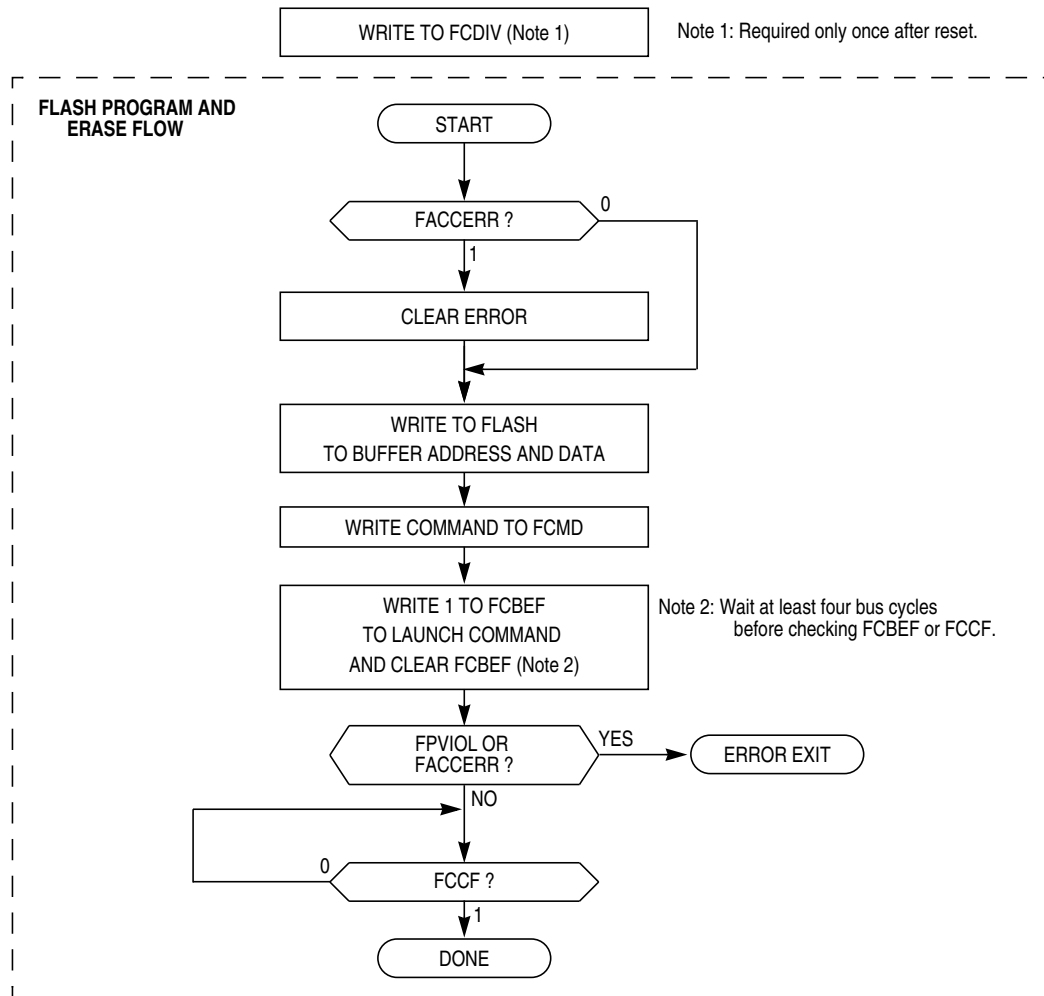 WRITE TO FCDIV (Note 1)
Note 1: Required only once after reset.
FLASH PROGRAM AND
ERASE FLOW
START
FACCERR ?
0
1
CLEAR ERROR
WRITE TO FLASH
TO BUFFER ADDRESS AND DATA
WRITE COMMAND TO FCMD
WRITE 1 TO FCBEF
TO LAUNCH COMMAND
AND CLEAR FCBEF (Note 2)
Note 2: Wait at least four bus cycles
before checking FCBEF or FCCF.
FPVIOL OR
FACCERR ?
YES
ERROR EXIT
NO
0
FCCF ?
1
DONE